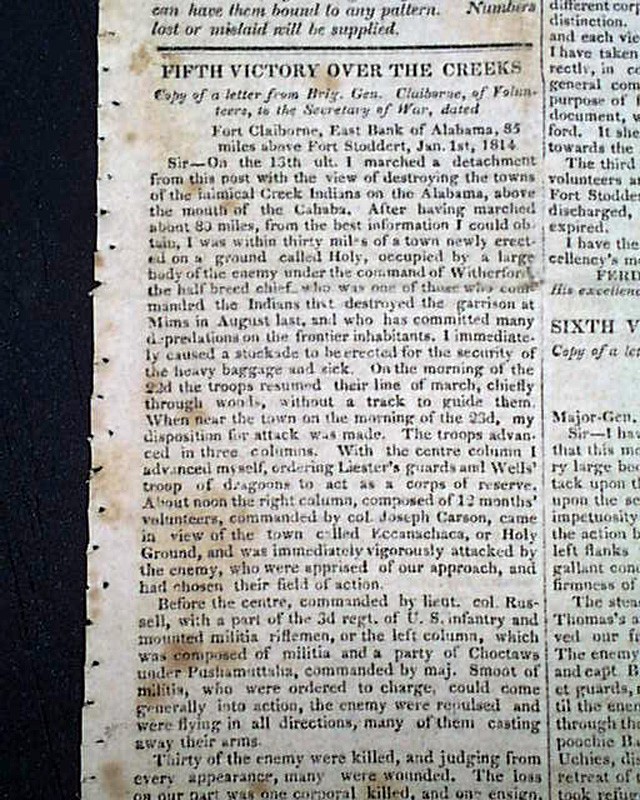 can have them bound to any pattern. Numbers
lost or mislaid will be supplied.
FIFTH VICTORY OVER THE CREEKS
Copy of a letter from Brig. Gen. Claiborne, of Volun-
teers, to the Secretary of War, dated
Fort Claiborne, East Bank of Alabama, 85
miles above Fort Stoddert, Jan. 1st, 1814
Sir—On the 13th ult. I marched a detachment
from this post with the view of destroying the towns
of the inimical Creek Indians on the Alabama, above
the mouth of the Cahaba. After having marched
about 80 miles, from the best information I could ob-
tain, I was within thirty miles of a town newly erect-
ed on a ground called Holy, occupied by a large
body of the enemy under the command of Witherford,
the half breed chief, who was one of those who com-
manded the Indians that destroyed the garrison at
Mims in August last, and who has committed many
depredations on the frontier inhabitants. I immediate-
ly caused a stockade to be erected for the security of
the heavy baggage and sick. On the morning of the
22d the troops resumed their line of march, chiefly
through woods, without a track to guide them.
When near the town on the morning of the 23d, my
disposition for attack was made. The troops advan-
ced in three columns. With the centre column I
advanced myself, ordering Liester's guards and Wells'
troop of dragoons to act as a corps of reserve.
About noon the right column, composed of 12 months'
volunteers, commanded by col. Joseph Carson, came
in view of the town called Eccanachaca, or Holy
Ground, and was immediately vigorously attacked by
the enemy, who were apprised of our approach, and
had chosen their field of action.
Before the centre, commanded by lieut. col. Rus-
sell, with a part of the 3d regt. of U. S. infantry and
mounted militia riflemen, or the left column, which
was composed of militia and a party of Choctaws
under Pushamuttaha, commanded by maj. Smoot of
militis, who were ordered to charge, could come
generally into action, the enemy were repulsed and
were flying in all directions, many of them casting
away their arms.
Thirty of the enemy were killed, and judging from
every appearance, many were wounded. The loss
on our part was one corporal killed, and one ensign,
different corp
distinction.
and each vie
I have taken
rectly, in co
general com
purpose of
document, w
ford. It she
towards the
The third
volunteers a
Fort Stodder
discharged,
expired.
I have the
cellency's mo
FERD
His excellenc
SIXTH V
Copy of a let
Major-Gen.
Sir—I hav
that this mo
ry large bo
tack upon t
upon the se
impetuosity
the action b
left flanks
gallant cond
firmness of
The stea
Thomas's a
ved our f
The enemy
and capt B
et guards,
til the enem
through the
poochie Ba
Uchies, dis
retreat of
took refug